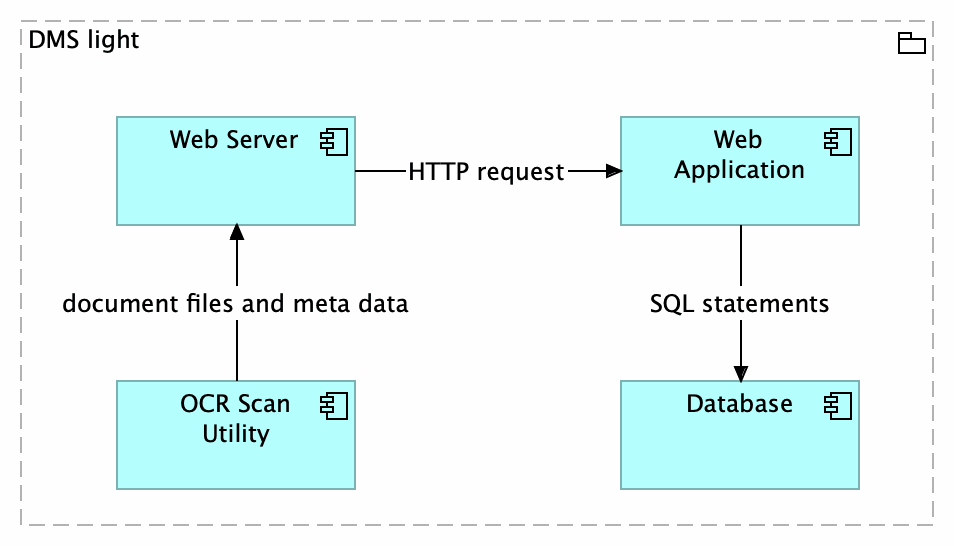 DMS light
Web Server
Web
Application
HTTP request
document files and meta data
SQL statements
OCR Scan
Utility
Database